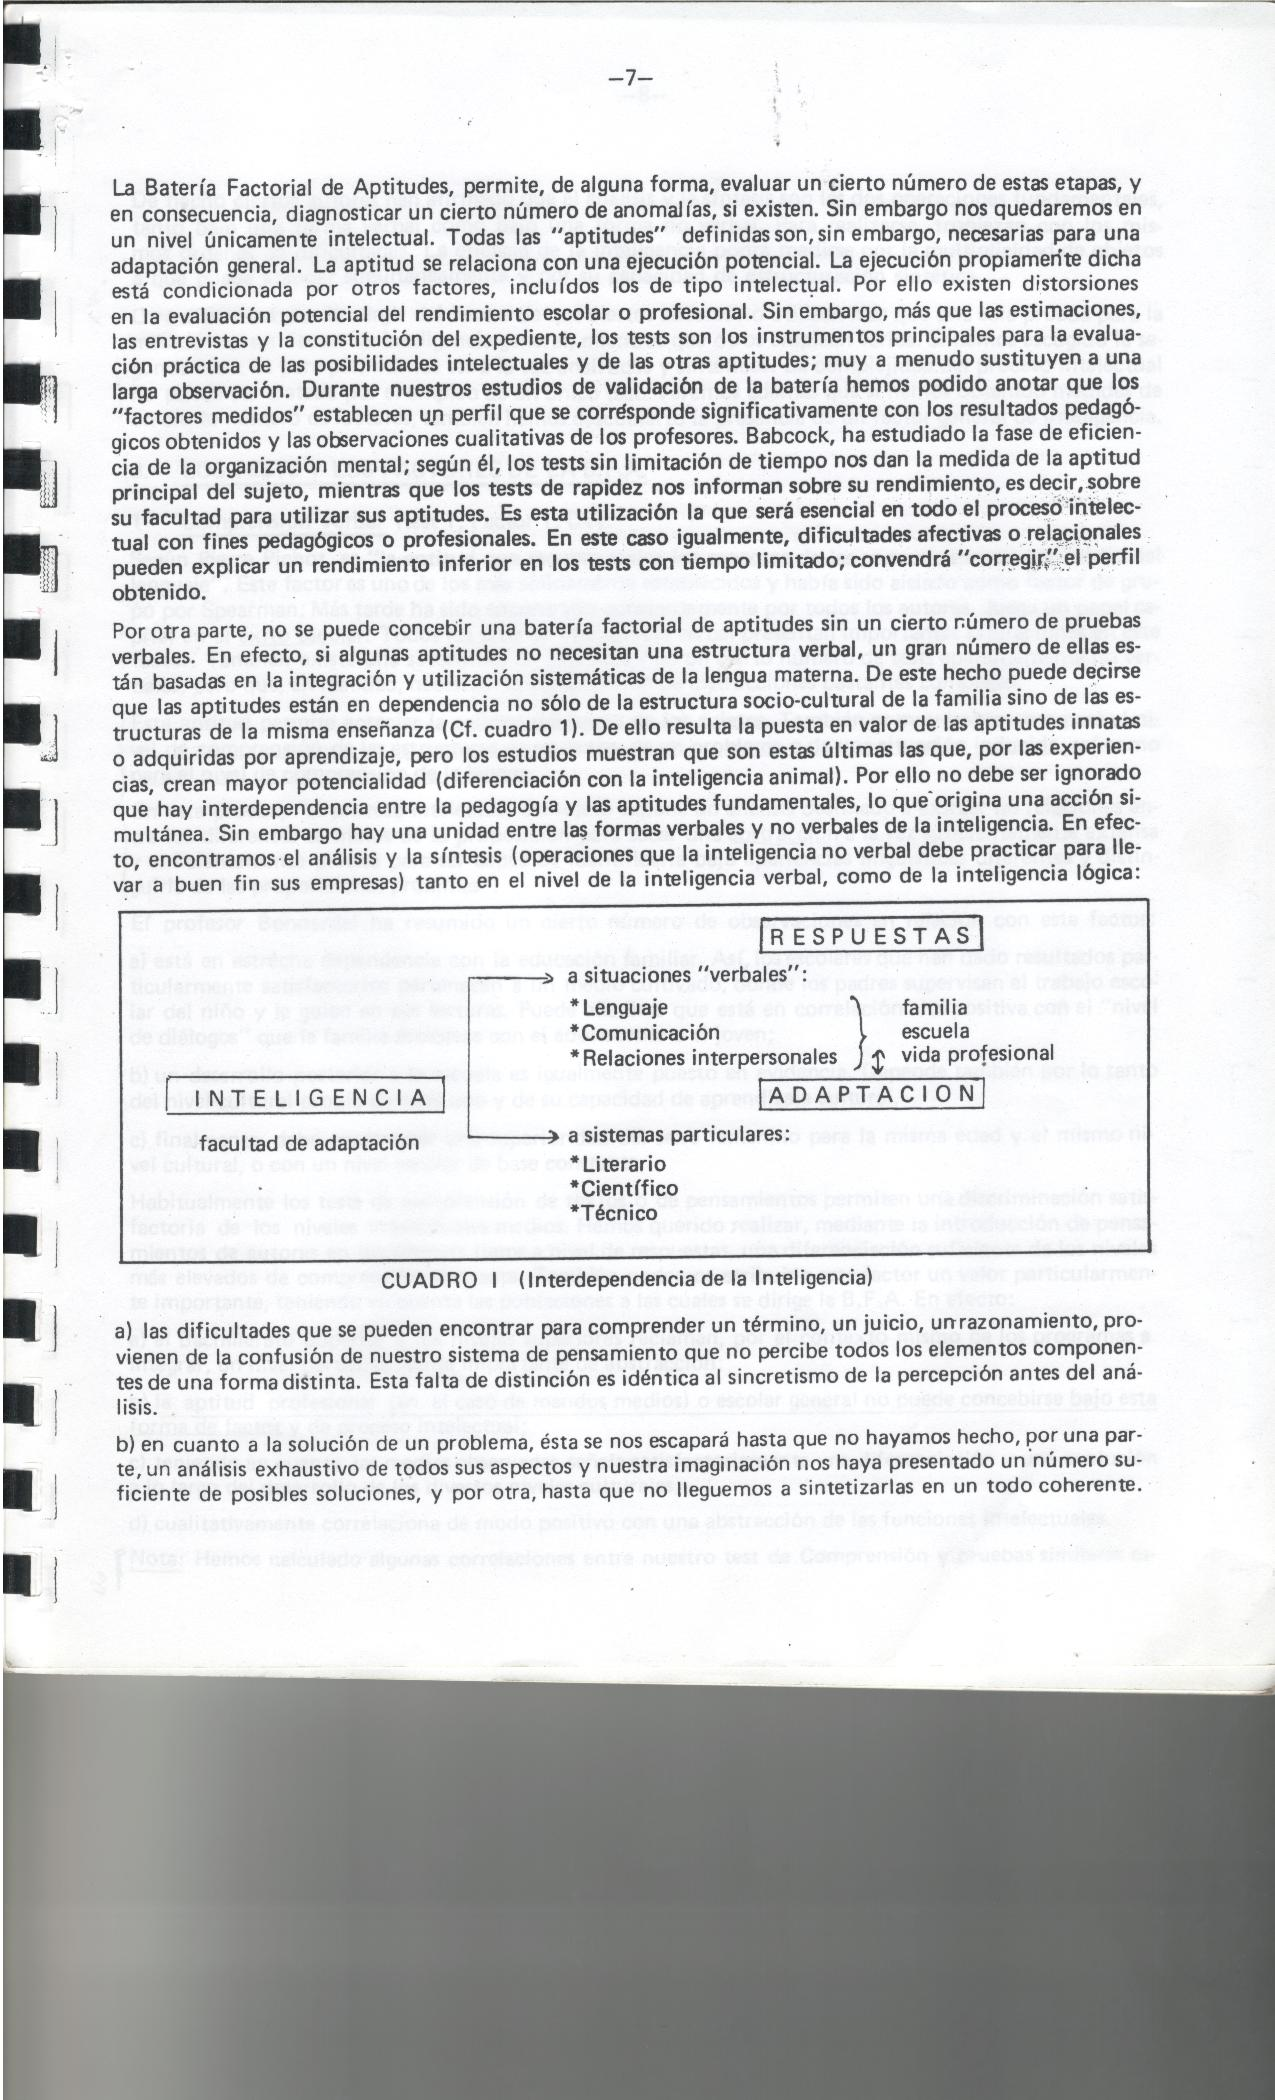 –7–
La Batería Factorial de Aptitudes, permite, de alguna forma, evaluar un cierto número de estas etapas, y
en consecuencia, diagnosticar un cierto número de anomalías, si existen. Sin embargo nos quedaremos en
un nivel únicamente intelectual. Todas las "aptitudes" definidas son, sin embargo, necesarias para una
adaptación general. La aptitud se relaciona con una ejecución potencial. La ejecución propiamente dicha
está condicionada por otros factores, incluídos los de tipo intelectual. Por ello existen distorsiones
en la evaluación potencial del rendimiento escolar o profesional. Sin embargo, más que las estimaciones,
las entrevistas y la constitución del expediente, los tests son los instrumentos principales para la evalua-
ción práctica de las posibilidades intelectuales y de las otras aptitudes; muy a menudo sustituyen a una
larga observación. Durante nuestros estudios de validación de la batería hemos podido anotar que los
"factores medidos" establecen un perfil que se corrésponde significativamente con los resultados pedagó-
gicos obtenidos y las observaciones cualitativas de los profesores. Babcock, ha estudiado la fase de eficien-
cia de la organización mental; según él, los tests sin limitación de tiempo nos dan la medida de la aptitud
principal del sujeto, mientras que los tests de rapidez nos informan sobre su rendimiento, es decir, sobre
su facultad para utilizar sus aptitudes. Es esta utilización la que será esencial en todo el proceso intelec-
tual con fines pedagógicos o profesionales. En este caso igualmente, dificultades afectivas o relacionales
pueden explicar un rendimiento inferior en los tests con tiempo limitado; convendrá "corregir" el perfil
obtenido.
Por otra parte, no se puede concebir una batería factorial de aptitudes sin un cierto número de pruebas
verbales. En efecto, si algunas aptitudes no necesitan una estructura verbal, un gran número de ellas es-
tán basadas en la integración y utilización sistemáticas de la lengua materna. De este hecho puede decirse
que las aptitudes están en dependencia no sólo de la estructura socio-cultural de la familia sino de las es-
tructuras de la misma enseñanza (Cf. cuadro 1). De ello resulta la puesta en valor de las aptitudes innatas
o adquiridas por aprendizaje, pero los estudios muestran que son estas últimas las que, por las experien-
cias, crean mayor potencialidad (diferenciación con la inteligencia animal). Por ello no debe ser ignorado
que hay interdependencia entre la pedagogía y las aptitudes fundamentales, lo que origina una acción si-
multánea. Sin embargo hay una unidad entre las formas verbales y no verbales de la inteligencia. En efec-
to, encontramos el análisis y la síntesis (operaciones que la inteligencia no verbal debe practicar para lle-
var a buen fin sus empresas) tanto en el nivel de la inteligencia verbal, como de la inteligencia lógica:
RESPUESTAS
a situaciones "verbales":
*Lenguaje familia
*Comunicación escuela
*Relaciones interpersonales vida profesional
INTELIGENCIA ADAPTACION
facultad de adaptación a sistemas particulares:
*Literario
*Científico
*Técnico
CUADRO I (Interdependencia de la Inteligencia)
a) las dificultades que se pueden encontrar para comprender un término, un juicio, un razonamiento, pro-
vienen de la confusión de nuestro sistema de pensamiento que no percibe todos los elementos componen-
tes de una forma distinta. Esta falta de distinción es idéntica al sincretismo de la percepción antes del aná-
lisis.
b) en cuanto a la solución de un problema, ésta se nos escapará hasta que no hayamos hecho, por una par-
te, un análisis exhaustivo de todos sus aspectos y nuestra imaginación nos haya presentado un número su-
ficiente de posibles soluciones, y por otra, hasta que no lleguemos a sintetizarlas en un todo coherente.